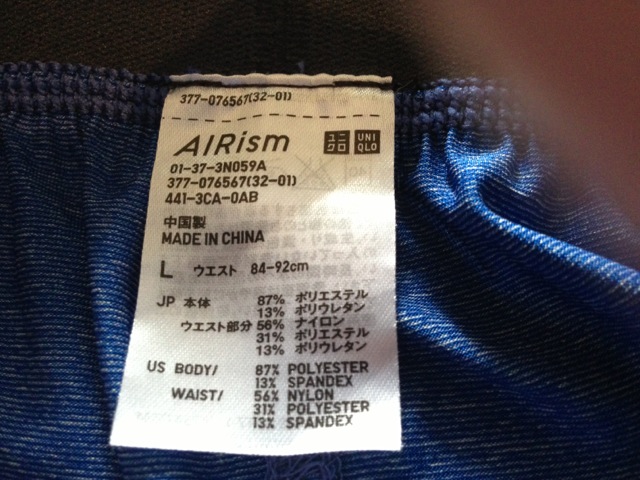 377-076567(32-01)
AIRism ユニクロ UNIQLO
01-37-3N059A
377-076567(32-01)
441-3CA-0AB
中国製
MADE IN CHINA
L ウエスト 84-92cm
JP 本体 87% ポリエステル
13% ポリウレタン
ウエスト部分 56% ナイロン
31% ポリエステル
13% ポリウレタン
US BODY/ 87% POLYESTER
13% SPANDEX
WAIST/ 56% NYLON
31% POLYESTER
13% SPANDEX